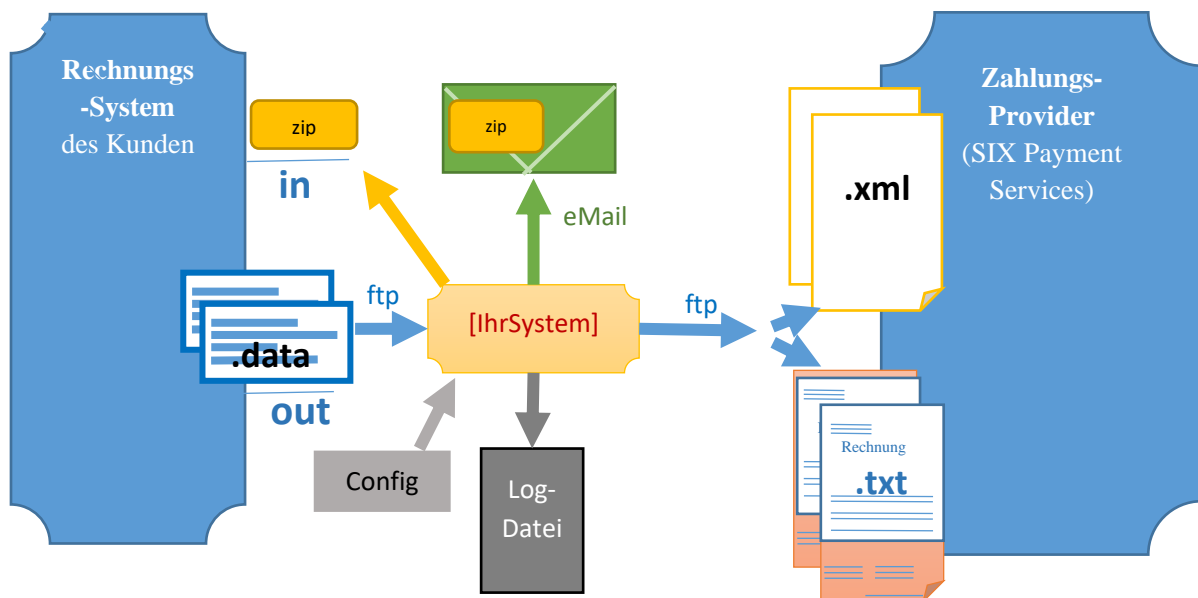 Rechnungs
-System
des Kunden
zip
in
zip
eMail
ftp
.data
out
[IhrSystem]
ftp
Config
Log-
Datei
.xml
Zahlungs-
Provider
(SIX Payment
Services)
Rechnung
.txt